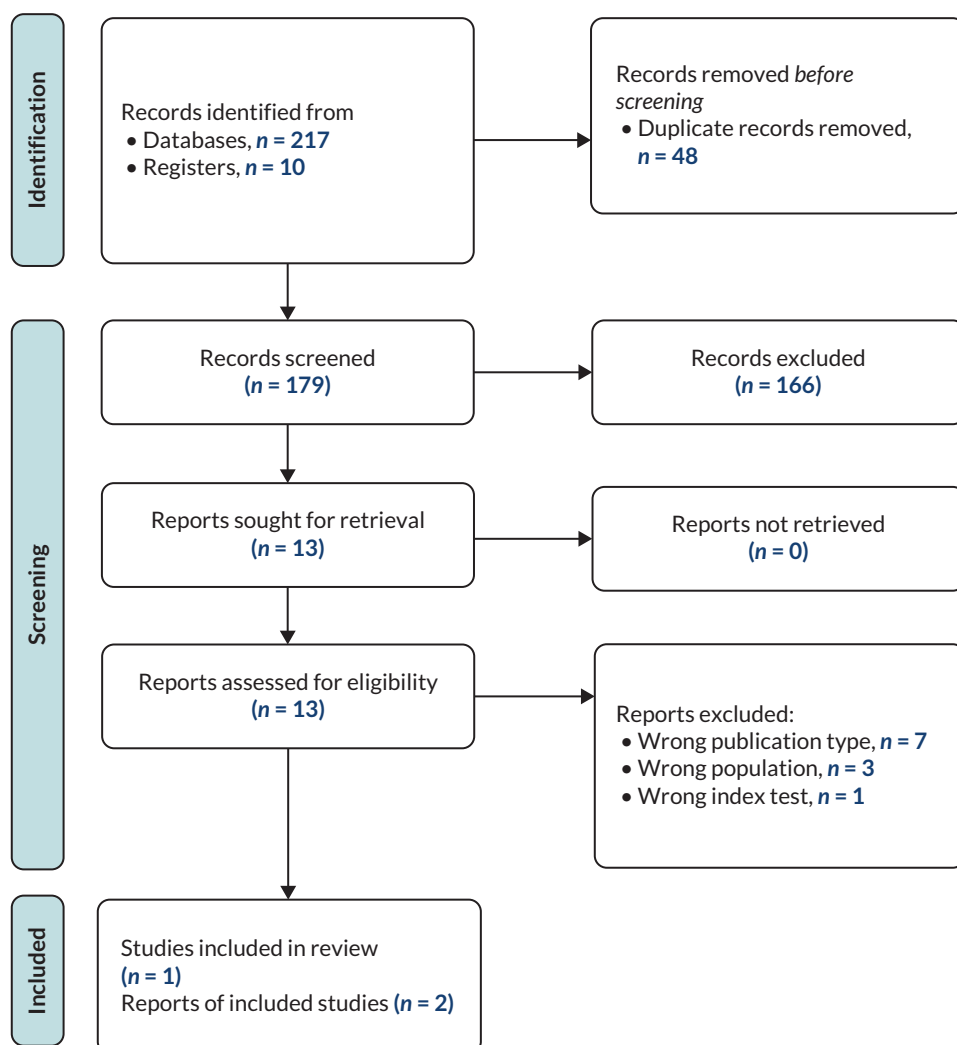 Identification
Records identified from
• Databases, n = 217
• Registers, n = 10
Records removed before
screening
• Duplicate records removed,
n = 48
Screening
Records screened
(n = 179)
Records excluded
(n = 166)
Reports sought for retrieval
(n = 13)
Reports not retrieved
(n = 0)
Reports assessed for eligibility
(n = 13)
Reports excluded:
• Wrong publication type, n = 7
• Wrong population, n = 3
• Wrong index test, n = 1
Included
Studies included in review
(n = 1)
Reports of included studies (n = 2)